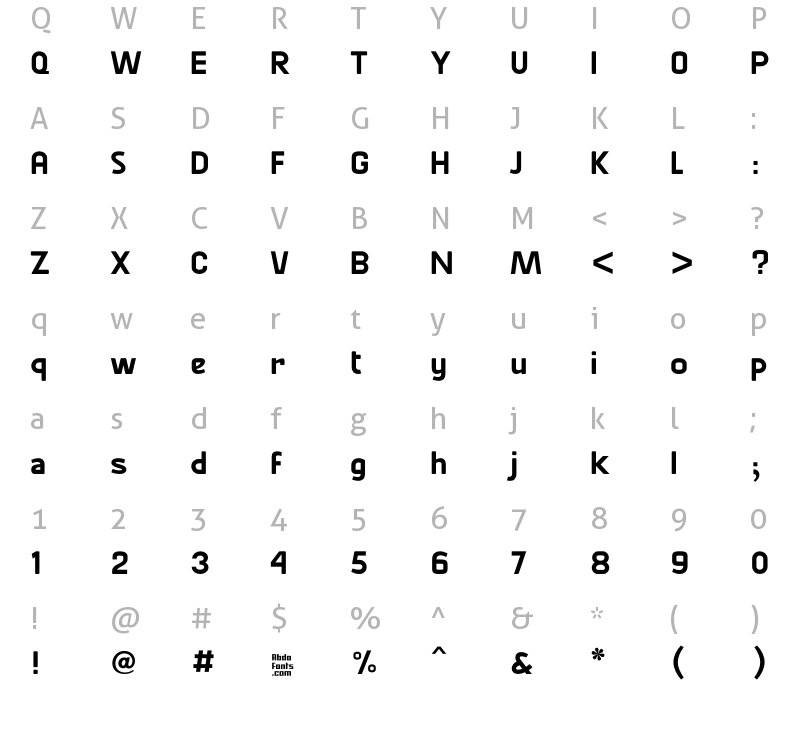 Q W E R T Y U I O P
Q W E R T Y U I O P
A S D F G H J K L :
A S D F G H J K L :
Z X C V B N M < > ?
Z X C V B N M < > ?
q w e r t y u i o p
q w e r t y u i o p
a s d f g h j k l ;
a s d f g h j k l ;
1 2 3 4 5 6 7 8 9 0
1 2 3 4 5 6 7 8 9 0
! @ # $ % ^ & * ( )
! @ # Abdo Fonts .com % ^ & * ( )